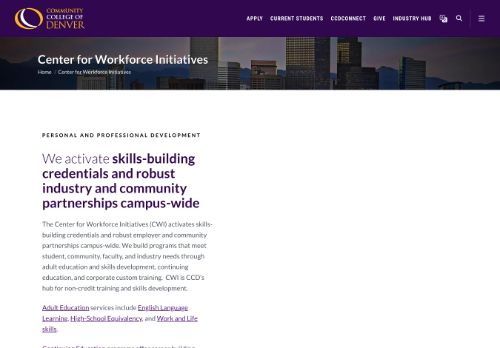 COMMUNITY
COLLEGE OF
DENVER
APPLY CURRENT STUDENTS CCDCONNECT GIVE INDUSTRY HUB
Center for Workforce Initiatives
Home / Center for Workforce Initiatives
PERSONAL AND PROFESSIONAL DEVELOPMENT
We activate skills-building
credentials and robust
industry and community
partnerships campus-wide
The Center for Workforce Initiatives (CWI) activates skills-
building credentials and robust employer and community
partnerships campus-wide. We build programs that meet
student, community, faculty, and industry needs through
adult education and skills development, continuing
education, and corporate custom training. CWI is CCD's
hub for non-credit training and skills development.
Adult Education services include English Language
Learning, High-School Equivalency, and Work and Life
skills.